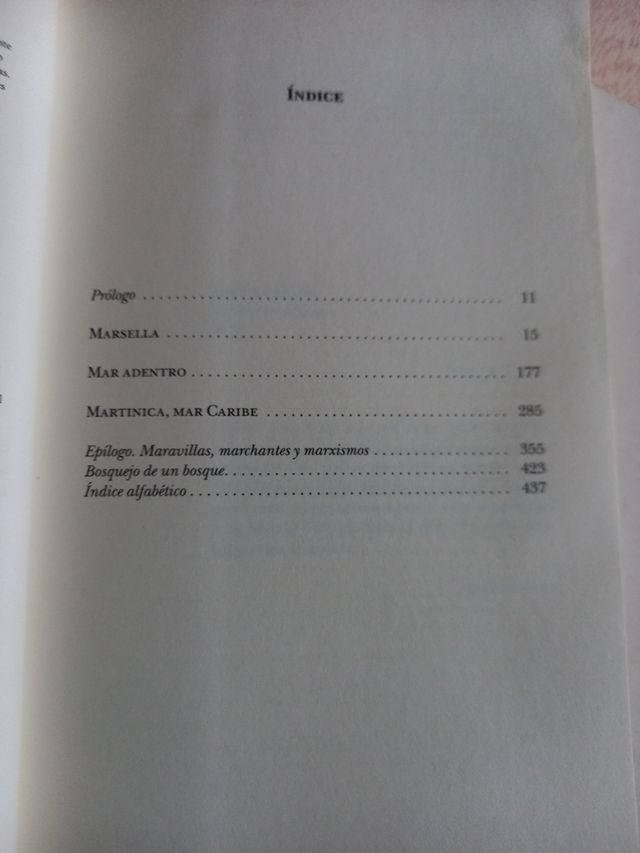 ÍNDICE
Prólogo . . . . . . . . . . . . . . . . . . . . . . . . . . . . . . . . . . . . . . . . . . . . . . . . . . . . 11
MARSELLA . . . . . . . . . . . . . . . . . . . . . . . . . . . . . . . . . . . . . . . . . . . . . . . . . 15
MAR ADENTRO . . . . . . . . . . . . . . . . . . . . . . . . . . . . . . . . . . . . . . . . . . . . . 177
MARTINICA, MAR CARIBE . . . . . . . . . . . . . . . . . . . . . . . . . . . . . . . . . . 285
Epílogo. Maravillas, marchantes y marxismos . . . . . . . . . . . . . . . . . . . 355
Bosquejo de un bosque. . . . . . . . . . . . . . . . . . . . . . . . . . . . . . . . . . . . . . . . 423
Índice alfabético . . . . . . . . . . . . . . . . . . . . . . . . . . . . . . . . . . . . . . . . . . . . . 437